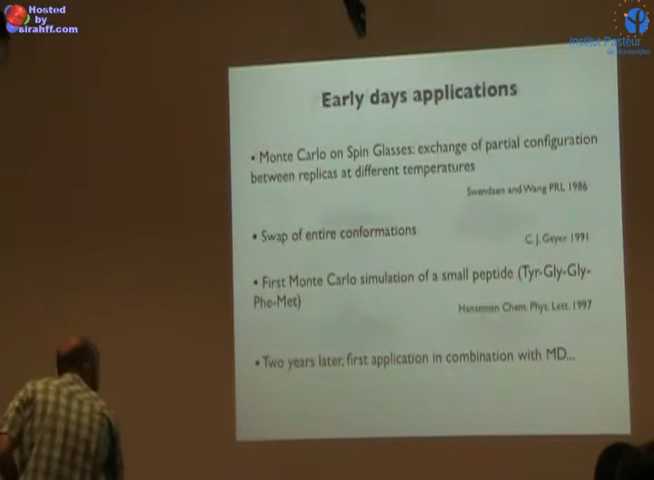 Hosted
by
sirahff.com
Institut Pasteur
de Montevideo
Early days applications
• Monte Carlo on Spin Glasses: exchange of partial configuration
between replicas at different temperatures
Swendsen and Wang PRL 1986
• Swap of entire conformations
C. J. Geyer 1991
• First Monte Carlo simulation of a small peptide (Tyr-Gly-Gly-
Phe-Met)
Hansmann Chem. Phys. Lett. 1997
• Two years later, first application in combination with MD...